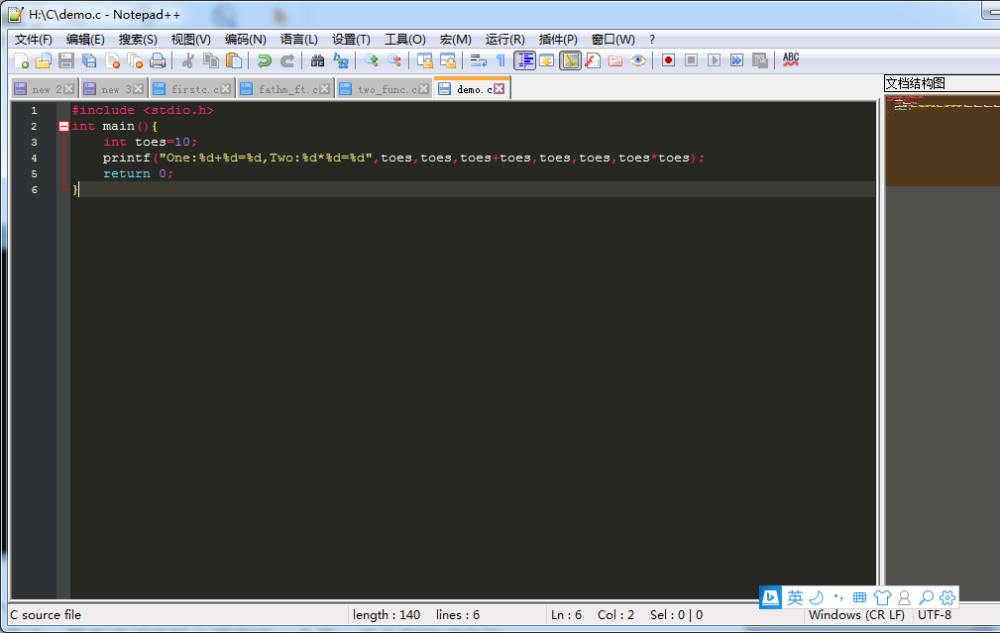 H:\C\demo.c - Notepad++
文件(F) 编辑(E) 搜索(S) 视图(V) 编码(N) 语言(L) 设置(T) 工具(O) 宏(M) 运行(R) 插件(P) 窗口(W) ?
ABC
new 2 new 3 firstc.c fathm_ft.c two_func.c demo.c
文档结构图
1 #include <stdio.h>
2 int main(){
3 int toes=10;
4 printf("One:%d+%d=%d,Two:%d*%d=%d",toes,toes,toes+toes,toes,toes,toes*toes);
5 return 0;
6 }
英
C source file length : 140 lines : 6 Ln : 6 Col : 2 Sel : 0 | 0 Windows (CR LF) UTF-8